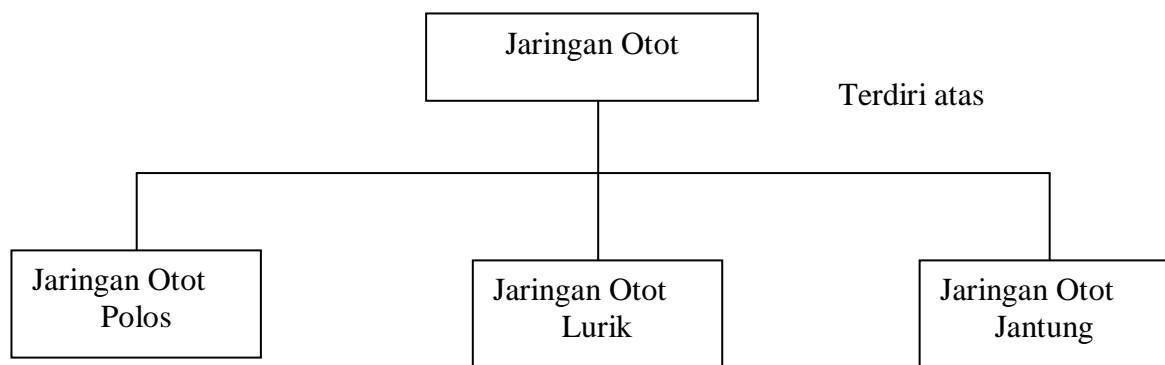 Jaringan Otot
Terdiri atas
Jaringan Otot
Polos
Jaringan Otot
Lurik
Jaringan Otot
Jantung